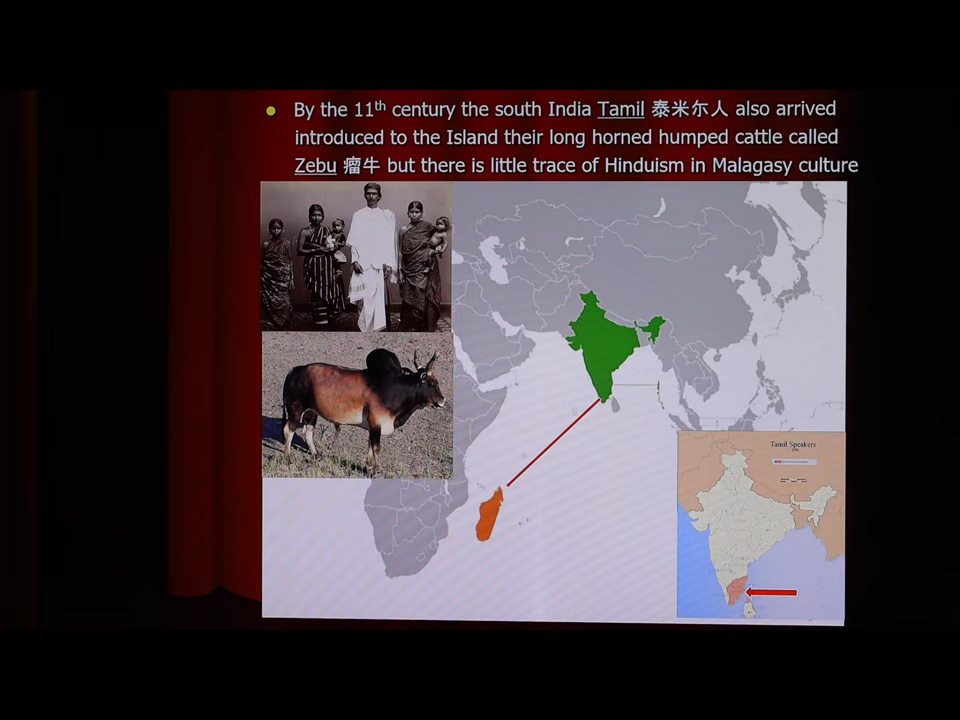 By the 11th century the south India Tamil 泰米尔人 also arrived
introduced to the Island their long horned humped cattle called
Zebu 瘤牛 but there is little trace of Hinduism in Malagasy culture
Tamil Speakers